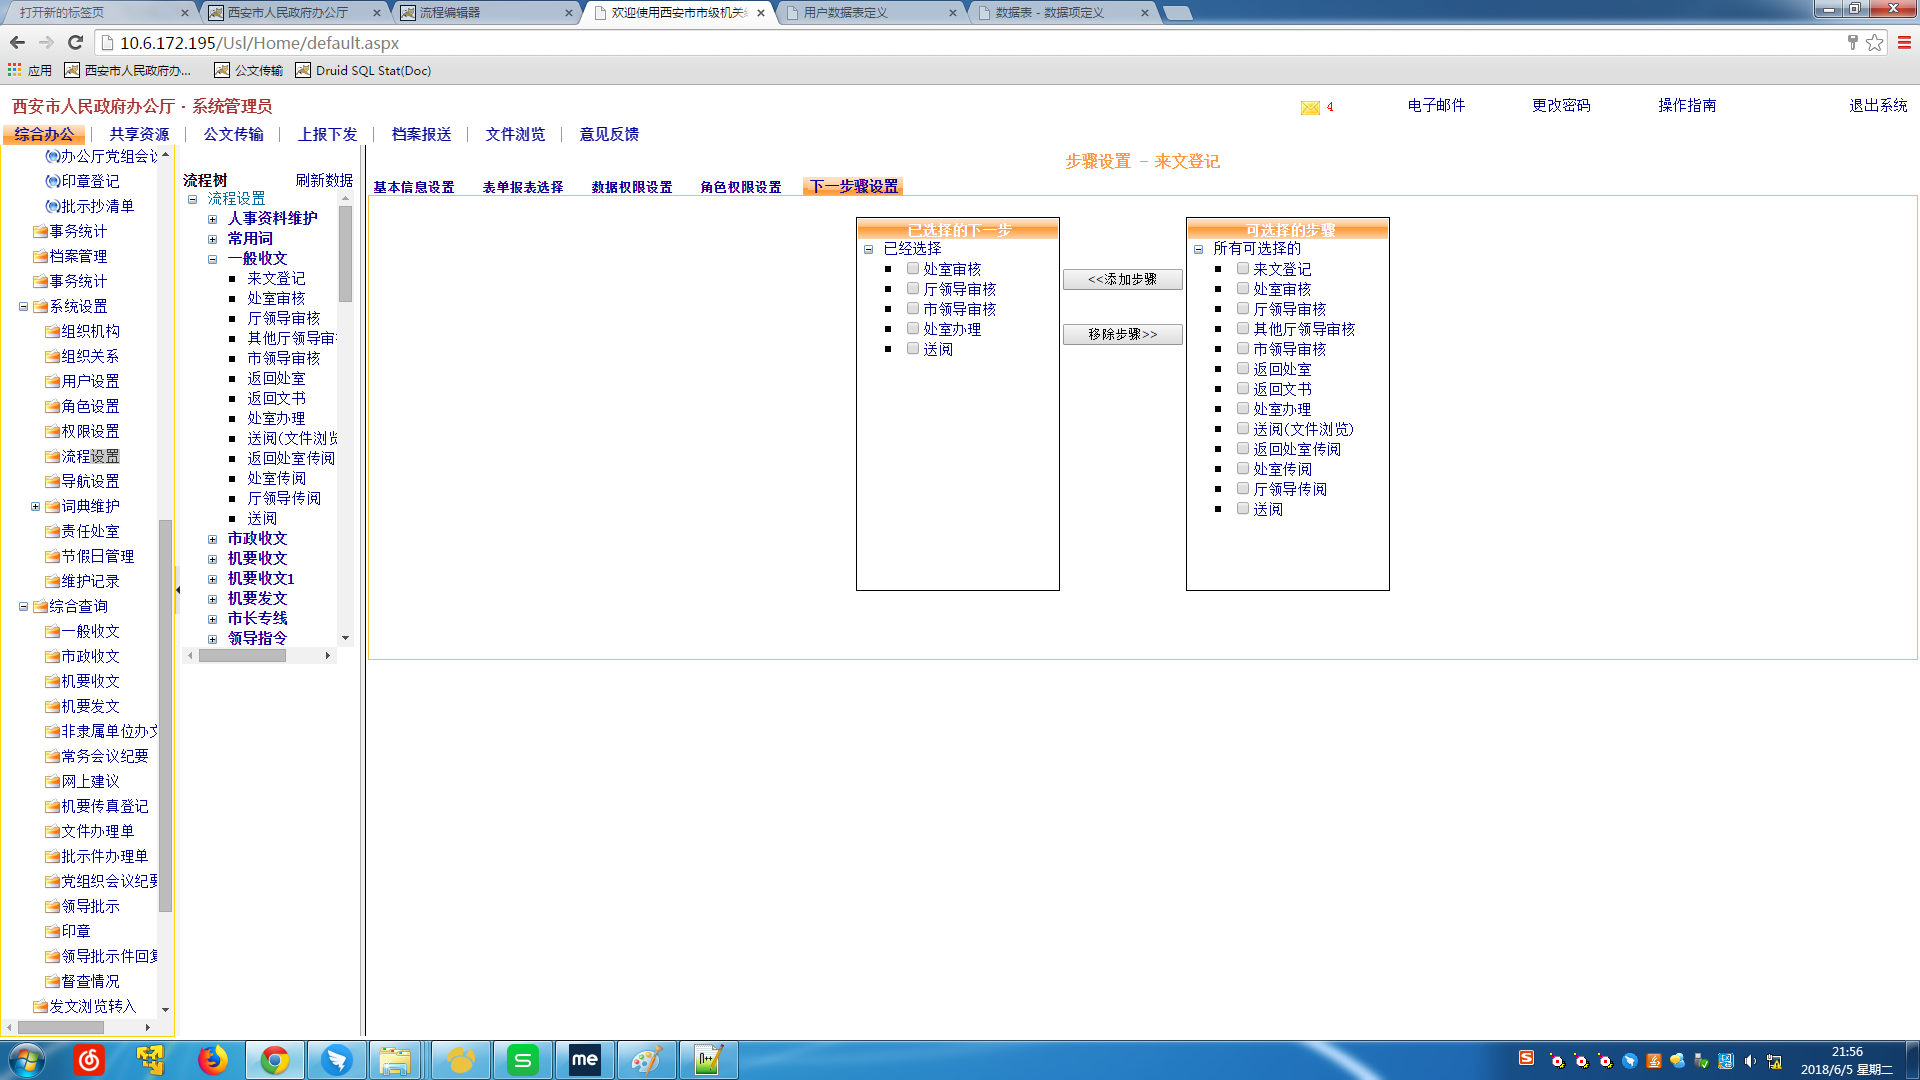 打开新的标签页
西安市人民政府办公厅
流程编辑器
欢迎使用西安市市级机关
用户数据表定义
数据表 - 数据项定义
10.6.172.195/Usl/Home/default.aspx
应用
西安市人民政府办...
公文传输
Druid SQL Stat(Doc)
西安市人民政府办公厅 · 系统管理员
4
电子邮件
更改密码
操作指南
退出系统
综合办公
共享资源
公文传输
上报下发
档案报送
文件浏览
意见反馈
办公厅党组会议
印章登记
批示抄清单
事务统计
档案管理
事务统计
系统设置
组织机构
组织关系
用户设置
角色设置
权限设置
流程设置
导航设置
词典维护
责任处室
节假日管理
维护记录
综合查询
一般收文
市政收文
机要收文
机要发文
非隶属单位办文
常务会议纪要
网上建议
机要传真登记
文件办理单
批示件办理单
党组织会议纪要
领导批示
印章
领导批示件回复
督查情况
发文浏览转入
流程树
刷新数据
流程设置
人事资料维护
常用词
一般收文
来文登记
处室审核
厅领导审核
其他厅领导审
市领导审核
返回处室
返回文书
处室办理
送阅(文件浏览
返回处室传阅
处室传阅
厅领导传阅
送阅
市政收文
机要收文
机要收文1
机要发文
市长专线
领导指令
步骤设置 - 来文登记
基本信息设置
表单报表选择
数据权限设置
角色权限设置
下一步骤设置
已选择的下一步
已经选择
处室审核
厅领导审核
市领导审核
处室办理
送阅
<<添加步骤
移除步骤>>
可选择的步骤
所有可选择的
来文登记
处室审核
厅领导审核
其他厅领导审核
市领导审核
返回处室
返回文书
处室办理
送阅(文件浏览)
返回处室传阅
处室传阅
厅领导传阅
送阅
me
21:56
2018/6/5 星期二